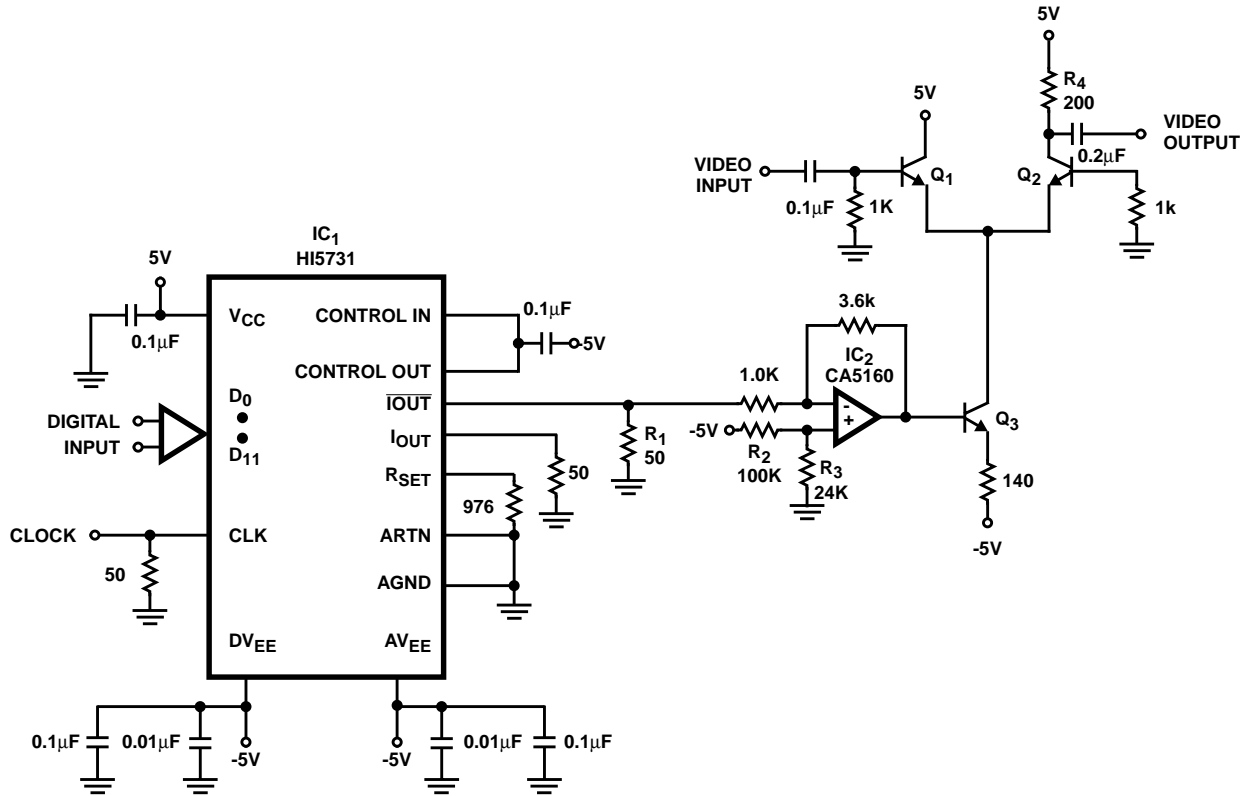 5V
R4
200
VIDEO
OUTPUT
0.2μF
5V
VIDEO
INPUT
0.1μF
1K
Q1
Q2
1k
IC1
HI5731
5V
0.1μF
VCC
CONTROL IN
0.1μF
-5V
CONTROL OUT
D0
D11
DIGITAL
INPUT
IOUT
IOUT
RSET
976
50
R1
50
1.0K
3.6k
IC2
CA5160
-
+
-5V
R2
100K
R3
24K
Q3
140
-5V
CLOCK
50
CLK
ARTN
AGND
DVEE
AVEE
0.1μF
0.01μF
-5V
-5V
0.01μF
0.1μF